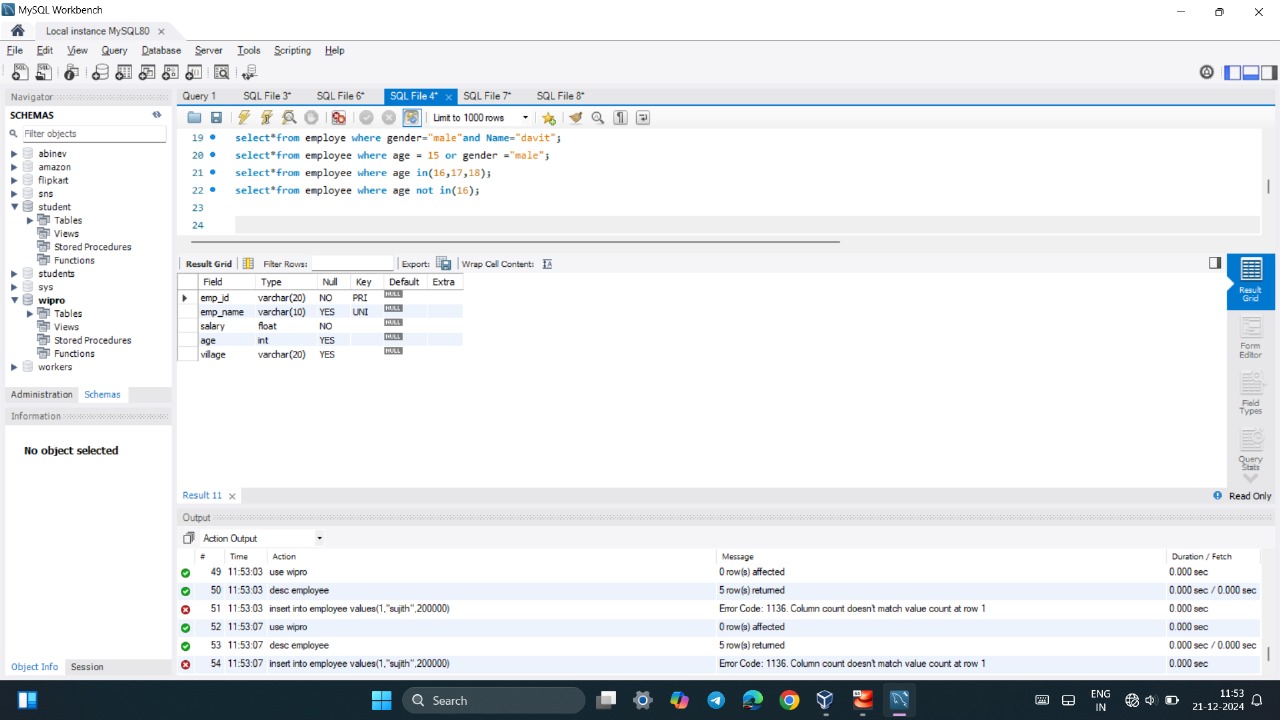 MySQL Workbench
Local instance MySQL80
File Edit View Query Database Server Tools Scripting Help
Navigator
SCHEMAS
Filter objects
abinev
amazon
flipkart
sns
student
Tables
Views
Stored Procedures
Functions
students
sys
wipro
Tables
Views
Stored Procedures
Functions
workers
Administration Schemas
Information
No object selected
Object Info Session
Query 1 SQL File 3* SQL File 6* SQL File 4* SQL File 7* SQL File 8*
Limit to 1000 rows
19 select*from employe where gender="male"and Name="davit";
20 select*from employee where age = 15 or gender ="male";
21 select*from employee where age in(16,17,18);
22 select*from employee where age not in(16);
23
24
Result Grid Filter Rows: Export: Wrap Cell Content:
Field Type Null Key Default Extra
emp_id varchar(20) NO PRI NULL
emp_name varchar(10) YES UNI NULL
salary float NO NULL
age int YES NULL
village varchar(20) YES NULL
Result Grid
Form Editor
Field Types
Query Stats
Result 11
Read Only
Output
Action Output
# Time Action Message Duration / Fetch
49 11:53:03 use wipro 0 row(s) affected 0.000 sec
50 11:53:03 desc employee 5 row(s) returned 0.000 sec / 0.000 sec
51 11:53:03 insert into employee values(1,"sujith",200000) Error Code: 1136. Column count doesn't match value count at row 1 0.000 sec
52 11:53:07 use wipro 0 row(s) affected 0.000 sec
53 11:53:07 desc employee 5 row(s) returned 0.000 sec / 0.000 sec
54 11:53:07 insert into employee values(1,"sujith",200000) Error Code: 1136. Column count doesn't match value count at row 1 0.000 sec
Search
ENG
IN
11:53
21-12-2024